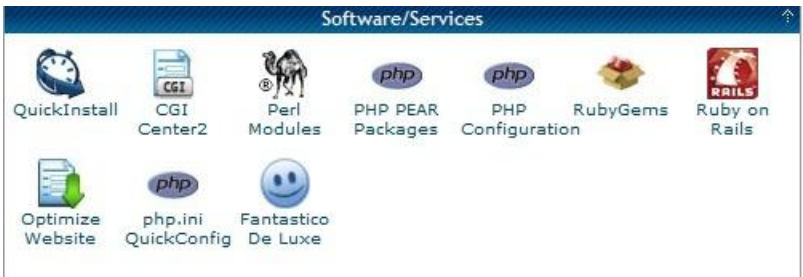 Software/Services
QuickInstall
CGI
CGI
Center2
®
Perl
Modules
php
PHP PEAR
Packages
php
PHP
Configuration
RubyGems
RAILS
Ruby on
Rails
Optimize
Website
php
php.ini
QuickConfig
Fantastico
De Luxe